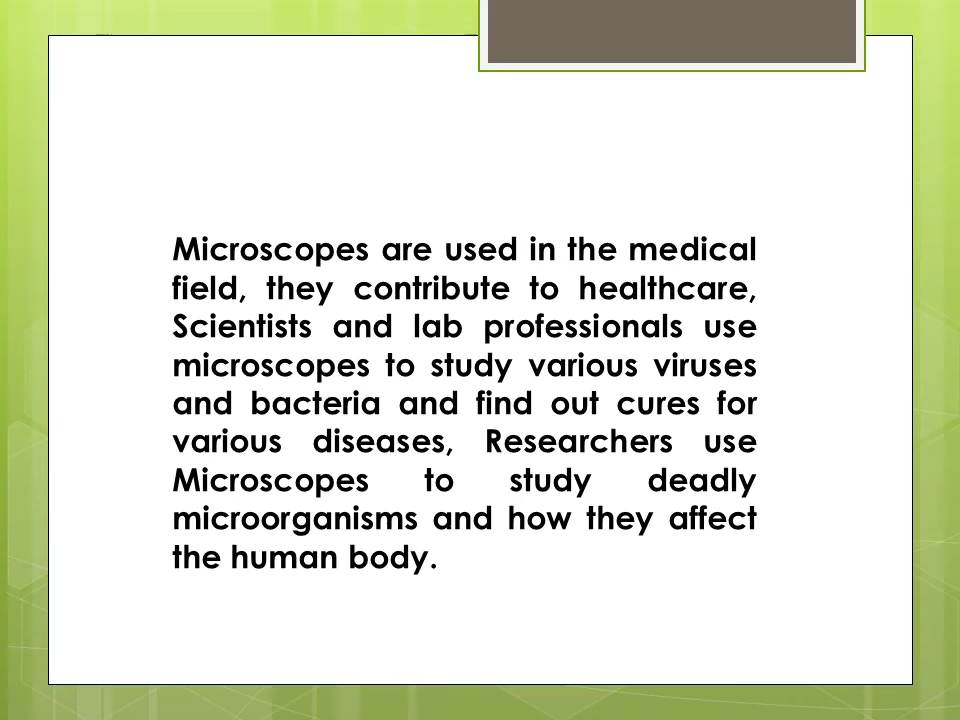 Microscopes are used in the medical
field, they contribute to healthcare,
Scientists and lab professionals use
microscopes to study various viruses
and bacteria and find out cures for
various diseases, Researchers use
Microscopes to study deadly
microorganisms and how they affect
the human body.